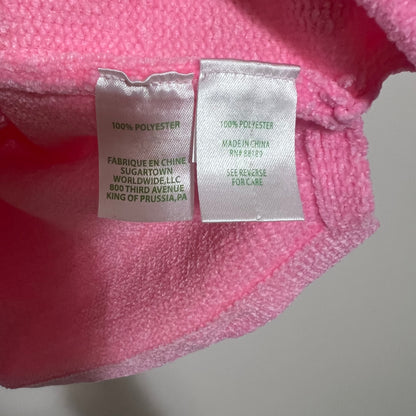 100% POLYESTER
FABRIQUE EN CHINE
SUGARTOWN
WORLDWIDE, LLC
800 THIRD AVENUE
KING OF PRUSSIA, PA
100% POLYESTER
MADE IN CHINA
RN# 88189
SEE REVERSE
FOR CARE